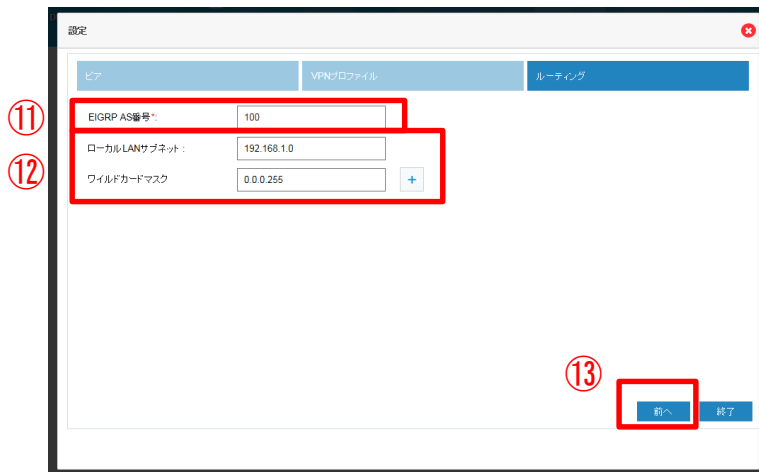 設定
ピア VPNプロファイル ルーティング
⑪ EIGRP AS番号*: 100
ローカルLANサブネット: 192.168.1.0
⑫ ワイルドカードマスク 0.0.0.255 +
⑬
前へ 終了